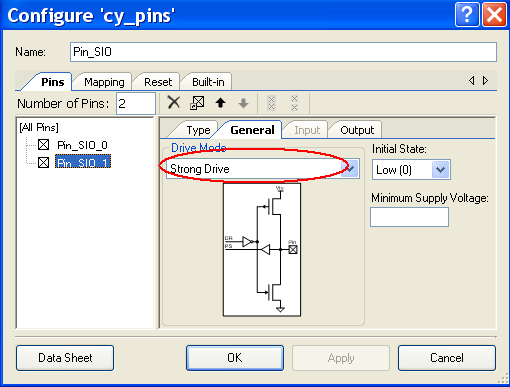 Configure 'cy_pins'
Name: Pin_SIO
Pins Mapping Reset Built-in
Number of Pins: 2
[All Pins]
Pin_SIO_0
Pin_SIO_1
Type General Input Output
Drive Mode
Strong Drive
Initial State:
Low (0)
Minimum Supply Voltage:
Vcc
DR
PS
Pin
Data Sheet OK Apply Cancel